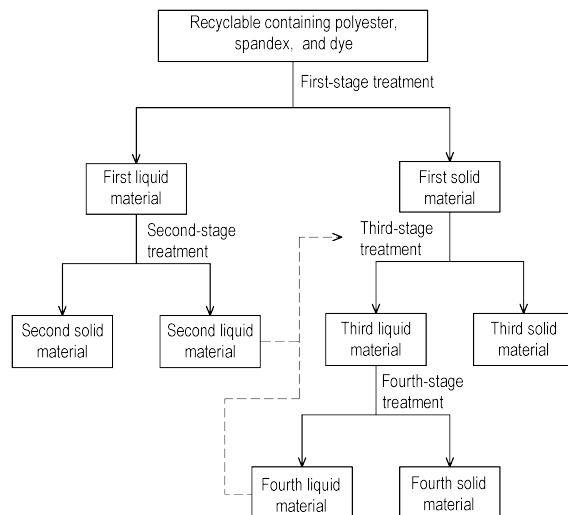 Recyclable containing polyester,
spandex, and dye
First-stage treatment
First liquid
material
First solid
material
Second-stage
treatment
Third-stage
treatment
Second solid
material
Second liquid
material
Third liquid
material
Third solid
material
Fourth-stage
treatment
Fourth liquid
material
Fourth solid
material